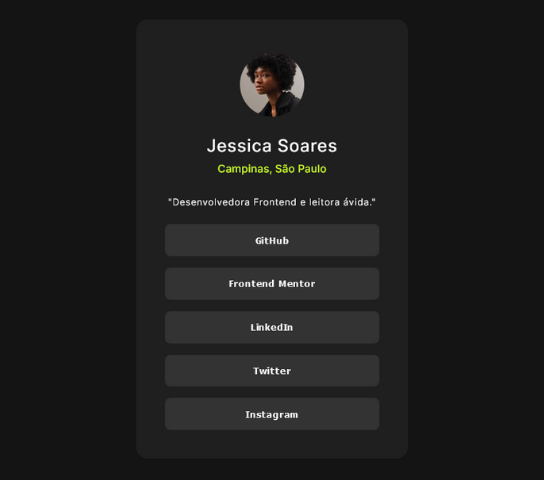 Jessica Soares
Campinas, São Paulo
"Desenvolvedora Frontend e leitora ávida."
GitHub
Frontend Mentor
LinkedIn
Twitter
Instagram